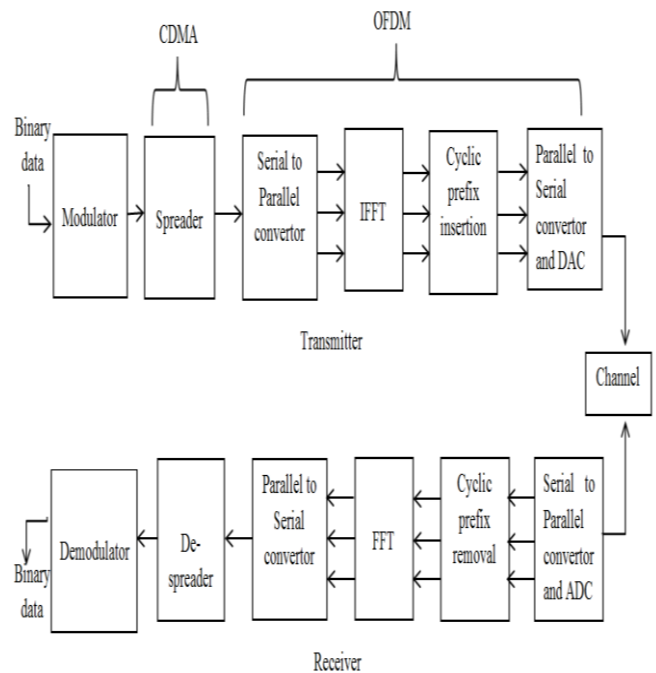 CDMA
OFDM
Binary
data
Modulator
Spreader
Serial to
Parallel
convertor
IFFT
Cyclic
prefix
insertion
Parallel to
Serial
convertor
and DAC
Transmitter
Channel
Binary
data
Demodulator
De-
spreader
Parallel to
Serial
convertor
FFT
Cyclic
prefix
removal
Serial to
Parallel
convertor
and ADC
Receiver